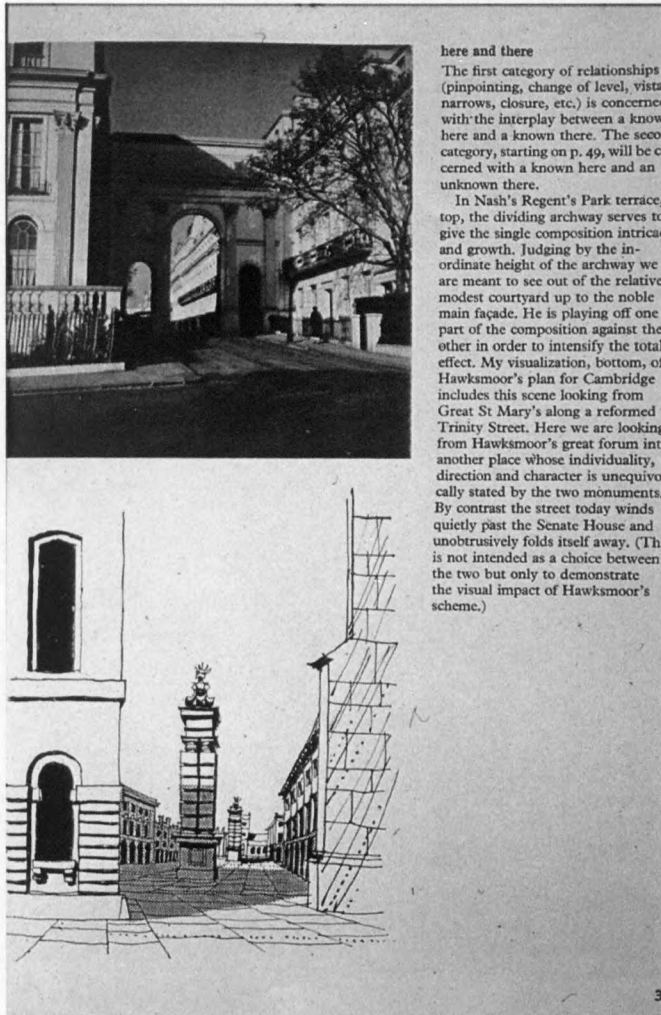 here and there
The first category of relationships
(pinpointing, change of level, vista,
narrows, closure, etc.) is concerned
with the interplay between a know
here and a known there. The seco
category, starting on p. 49, will be c
cerned with a known here and an
unknown there.
In Nash's Regent's Park terrace,
top, the dividing archway serves to
give the single composition intricac
and growth. Judging by the in-
ordinate height of the archway we
are meant to see out of the relative
modest courtyard up to the noble
main façade. He is playing off one
part of the composition against the
other in order to intensify the total
effect. My visualization, bottom, of
Hawksmoor's plan for Cambridge
includes this scene looking from
Great St Mary's along a reformed
Trinity Street. Here we are looking
from Hawksmoor's great forum int
another place whose individuality,
direction and character is unequivo
cally stated by the two monuments.
By contrast the street today winds
quietly past the Senate House and
unobtrusively folds itself away. (Th
is not intended as a choice between
the two but only to demonstrate
the visual impact of Hawksmoor's
scheme.)
3